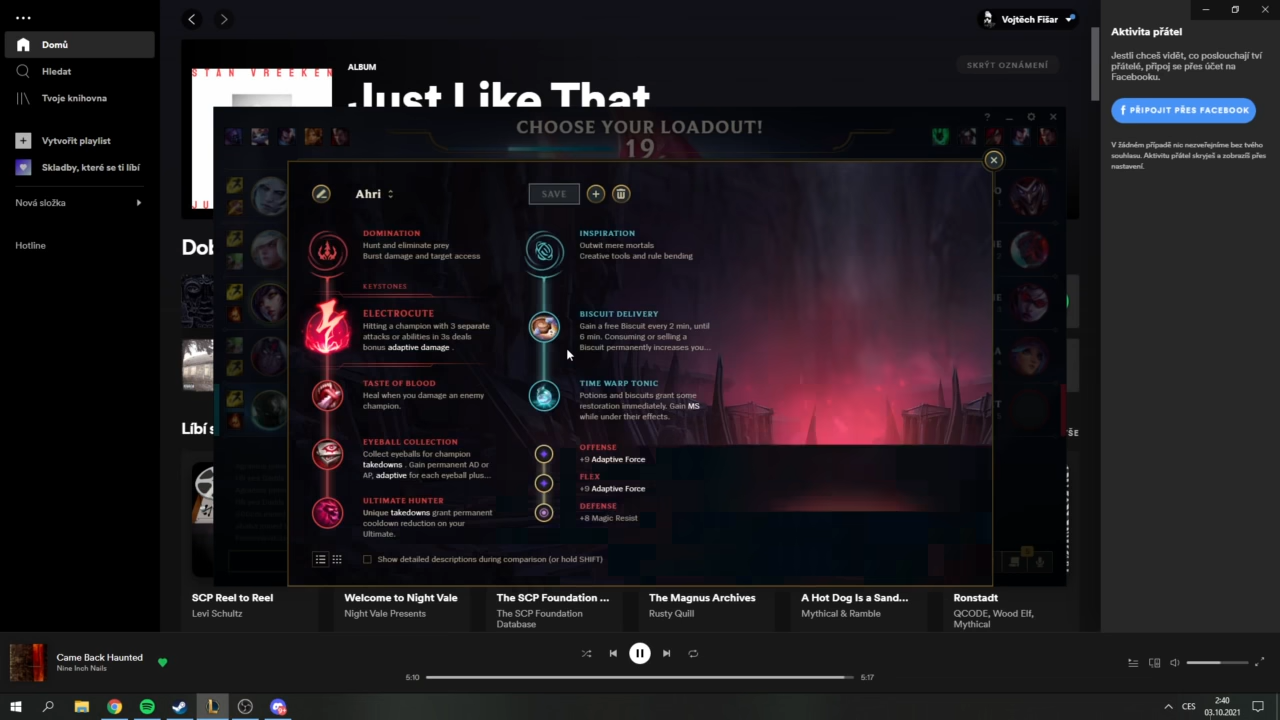 Domů
Hledat
Tvoje knihovna
Vytvořit playlist
Skladby, které se ti líbí
Nová složka
Hotline
Vojtěch Fišar
STAN VREEKEN
ALBUM
Just Like That
SKRÝT OZNÁMENÍ
Aktivita přátel
Jestli chceš vidět, co poslouchají tví
přátelé, připoj se přes účet na
Facebooku.
PŘIPOJIT PŘES FACEBOOK
V žádném případě nic nezveřejníme bez tvého
souhlasu. Aktivitu přátel skryješ a zobrazíš přes
nastavení.
CHOOSE YOUR LOADOUT!
19
Ahri
SAVE
DOMINATION
Hunt and eliminate prey
Burst damage and target access
KEYSTONES
ELECTROCUTE
Hitting a champion with 3 separate
attacks or abilities in 3s deals
bonus adaptive damage .
TASTE OF BLOOD
Heal when you damage an enemy
champion.
EYEBALL COLLECTION
Collect eyeballs for champion
takedowns . Gain permanent AD or
AP, adaptive for each eyeball plus...
ULTIMATE HUNTER
Unique takedowns grant permanent
cooldown reduction on your
Ultimate.
INSPIRATION
Outwit mere mortals
Creative tools and rule bending
BISCUIT DELIVERY
Gain a free Biscuit every 2 min, until
6 min. Consuming or selling a
Biscuit permanently increases you...
TIME WARP TONIC
Potions and biscuits grant some
restoration immediately. Gain MS
while under their effects.
OFFENSE
+9 Adaptive Force
FLEX
+9 Adaptive Force
DEFENSE
+8 Magic Resist
Show detailed descriptions during comparison (or hold SHIFT)
Dob
Líbí s
SCP Reel to Reel
Levi Schultz
Welcome to Night Vale
Night Vale Presents
The SCP Foundation ...
The SCP Foundation
Database
The Magnus Archives
Rusty Quill
A Hot Dog Is a Sand...
Mythical & Ramble
Ronstadt
QCODE, Wood Elf,
Mythical
Came Back Haunted
Nine Inch Nails
5:10
5:17
CES
2:40
03.10.2021